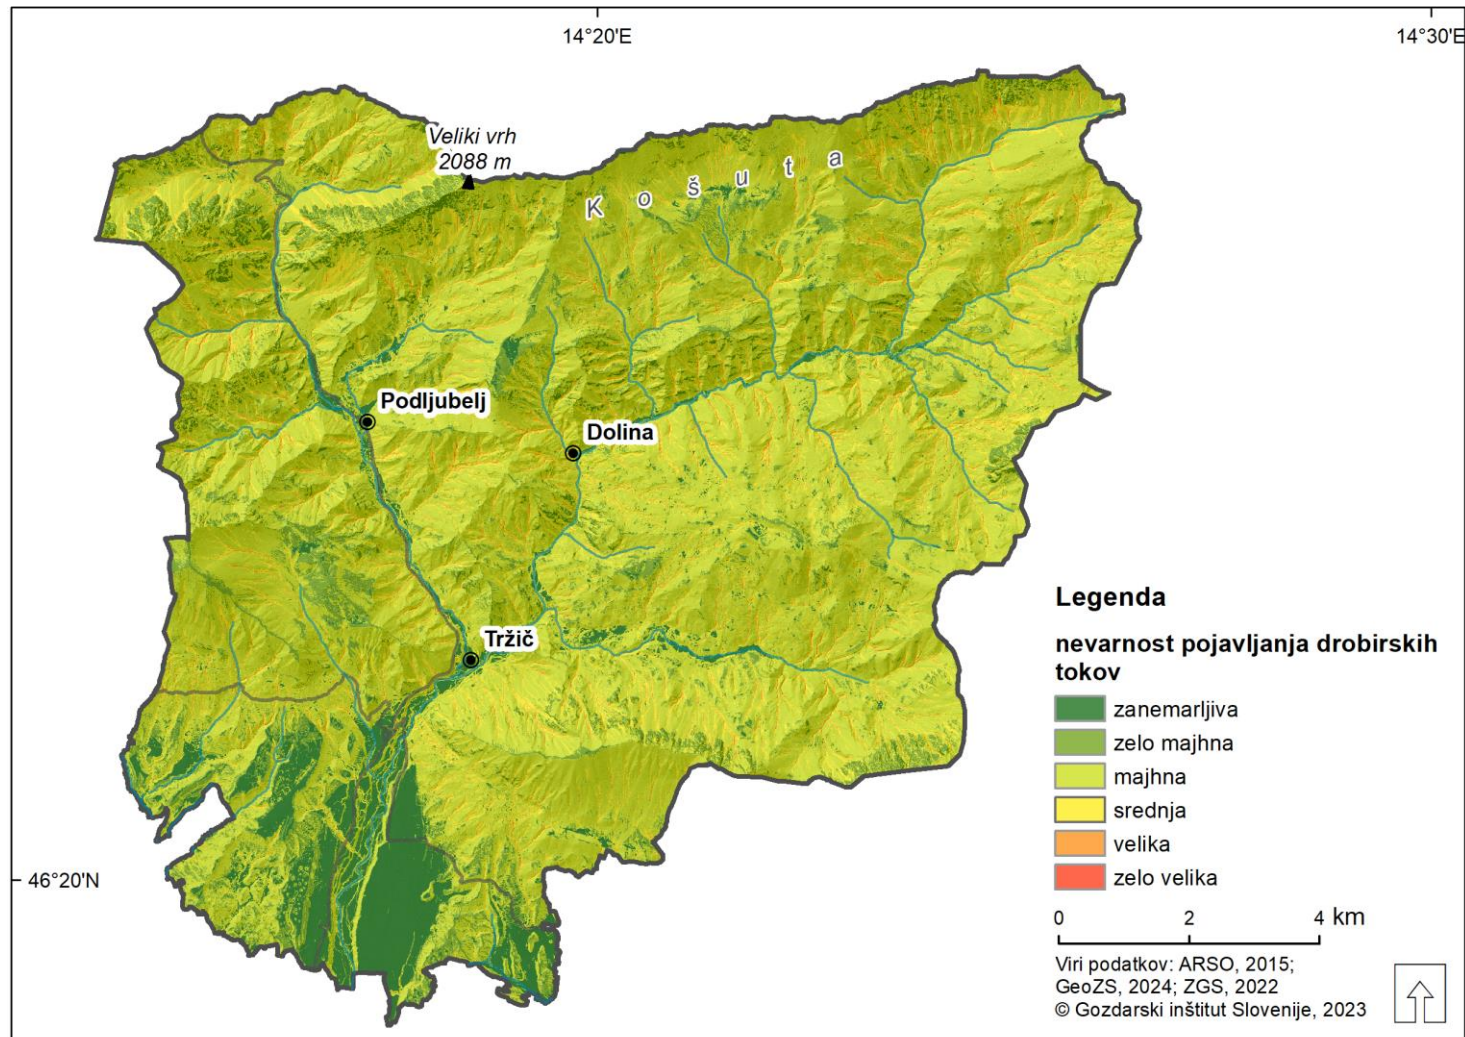 14°20'E
14°30'E
Veliki vrh
2088 m
Košuta
Podljubelj
Dolina
Tržič
46°20'N
Legenda
nevarnost pojavljanja drobirskih
tokov
zanemarljiva
zelo majhna
majhna
srednja
velika
zelo velika
0 2 4 km
Viri podatkov: ARSO, 2015;
GeoZS, 2024; ZGS, 2022
© Gozdarski inštitut Slovenije, 2023